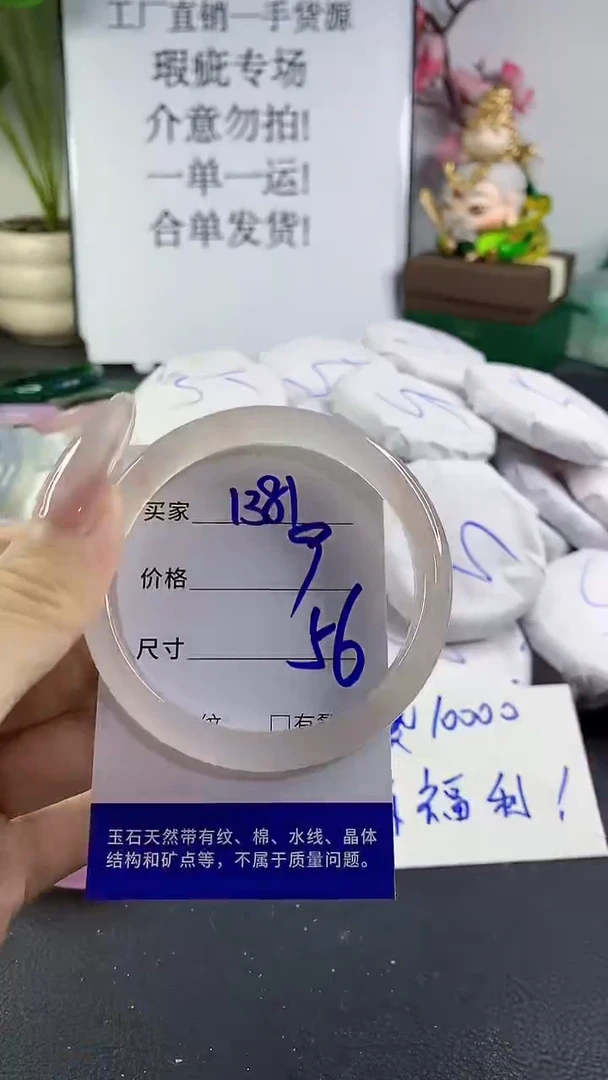 工厂直销一手货源
瑕疵专场
介意勿拍!
一单一运!
合单发货!
买家 1381
价格 9
尺寸 56
纹 口有裂
10000
福利!
玉石天然带有纹、棉、水线、晶体
结构和矿点等，不属于质量问题。